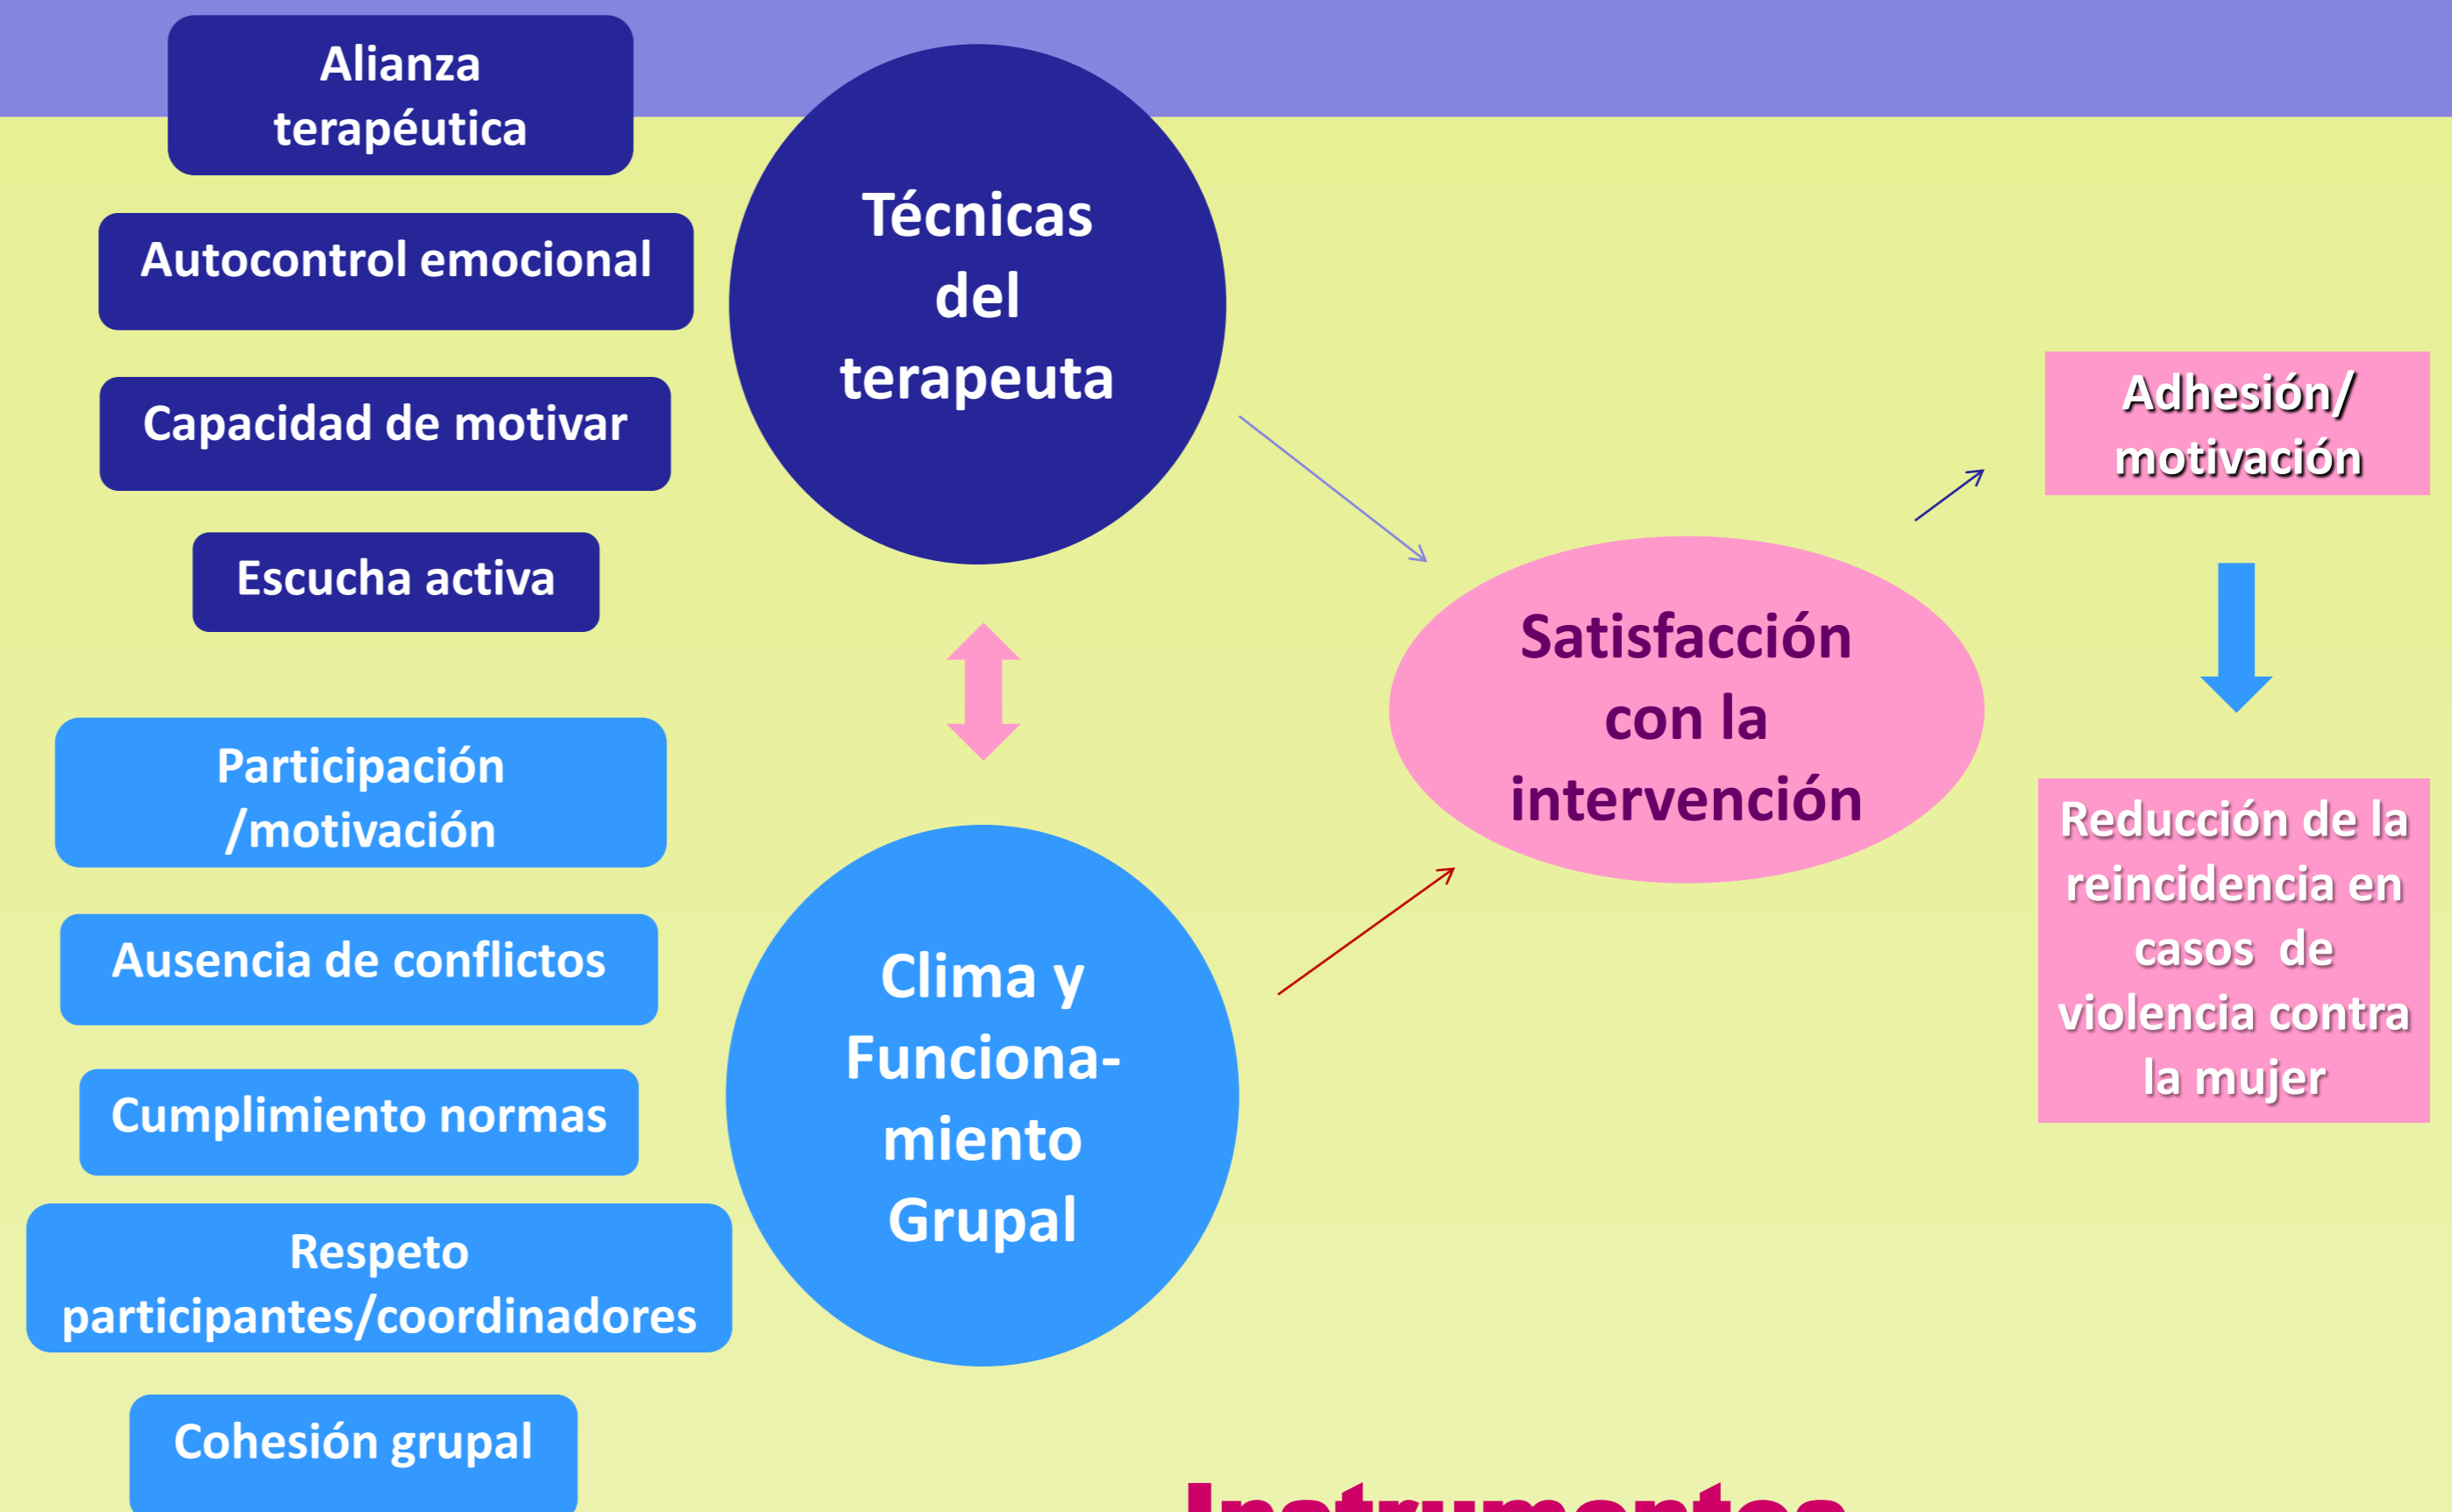 Alianza
terapéutica
Autocontrol emocional
Capacidad de motivar
Escucha activa
Técnicas
del
terapeuta
Participación
/motivación
Ausencia de conflictos
Cumplimiento normas
Respeto
participantes/coordinadores
Cohesión grupal
Clima y
Funciona-
miento
Grupal
Satisfacción
con la
intervención
Adhesión/
motivación
Reducción de la
reincidencia en
casos  de
violencia contra
la mujer
Instrumentos